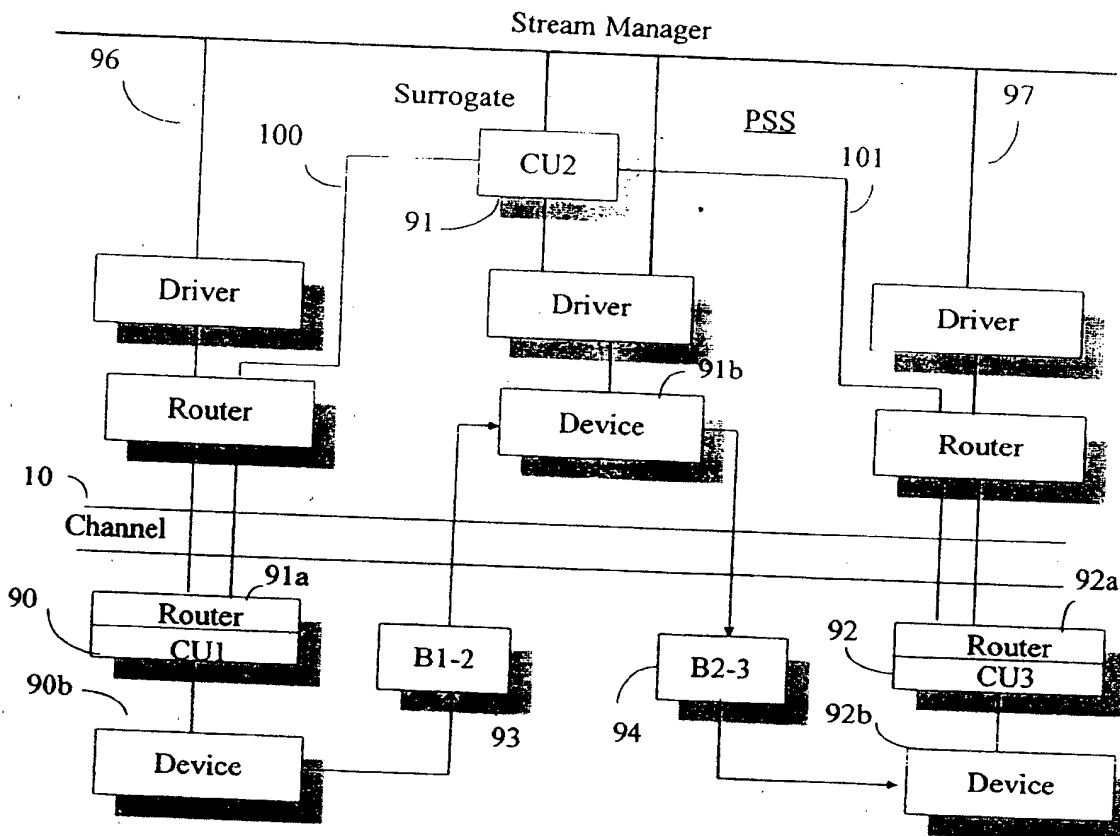 Stream Manager
96
Surrogate
97
PSS
100
CU2
101
91
Driver
Driver
Driver
91b
Router
Device
Router
10
Channel
91a
92a
90
Router
CU1
B1-2
B2-3
92
Router
CU3
90b
93
94
92b
Device
Device